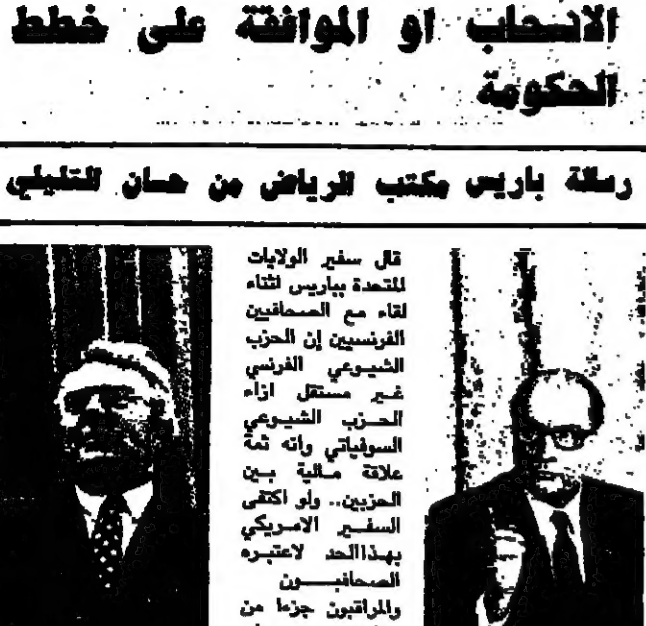 الانسحاب او الموافقة على خطط
الحكومة
رسالة باريس مكتب الرياض من حسان التليلي
قال سفير الولايات
المتحدة بباريس اثناء
لقاء مع الصحافيين
الفرنسيين إن الحزب
الشيوعي الفرنسي
غير مستقل ازاء
الحزب الشيوعي
السوفياتي وانه ثمة
علاقة مالية بين
الحزبين.. ولو اكتفى
السفير الامريكي
بهذاالحد لاعتبره
الصحافيون
والمراقبون جزءا من